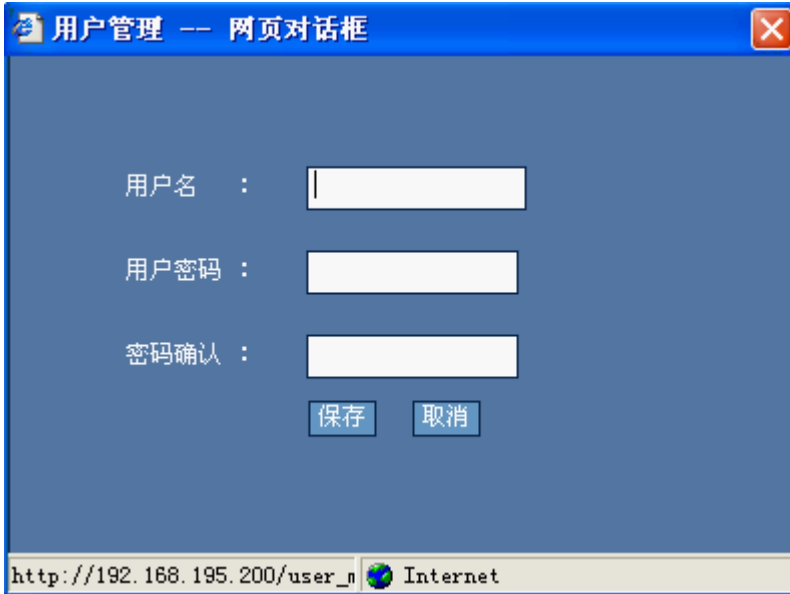 用户管理 -- 网页对话框
用户名 :
用户密码 :
密码确认 :
保存 取消
http://192.168.195.200/user_m Internet